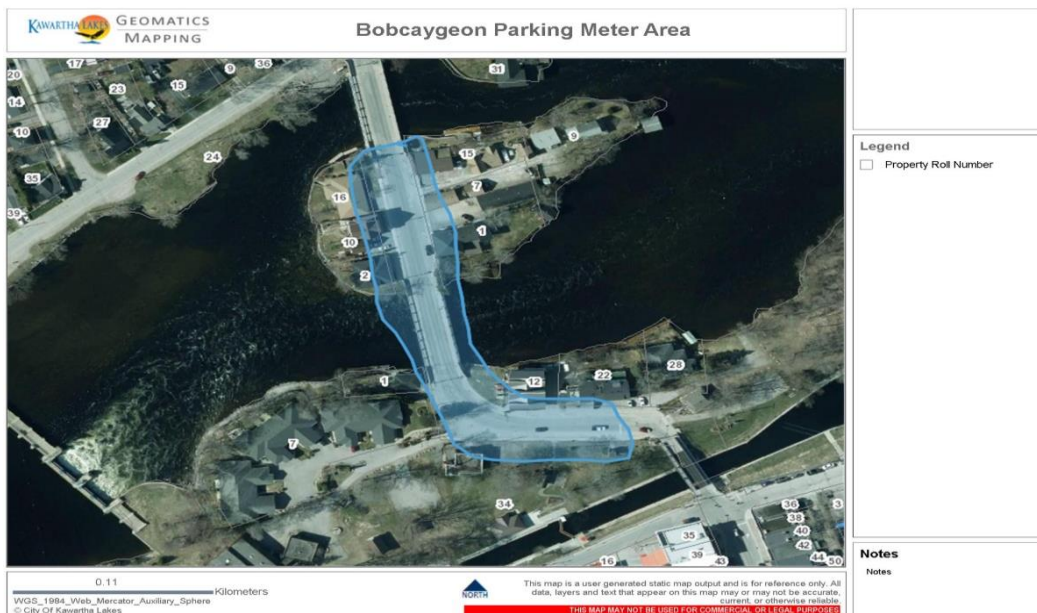 KAWARTHA LAKES
GEOMATICS
MAPPING
Bobcaygeon Parking Meter Area
20
17
23
15
9
36
31
14
10
27
24
35
39
15
9
7
16
10
1
2
1
12
22
28
7
34
36
38
3
35
40
39
42
16
43
44
50
Legend
Property Roll Number
Notes
Notes
0.11
Kilometers
WGS_1984_Web_Mercator_Auxiliary_Sphere
© City Of Kawartha Lakes
NORTH
This map is a user generated static map output and is for reference only. All
data, layers and text that appear on this map may or may not be accurate,
current, or otherwise reliable.
THIS MAP MAY NOT BE USED FOR COMMERCIAL OR LEGAL PURPOSES